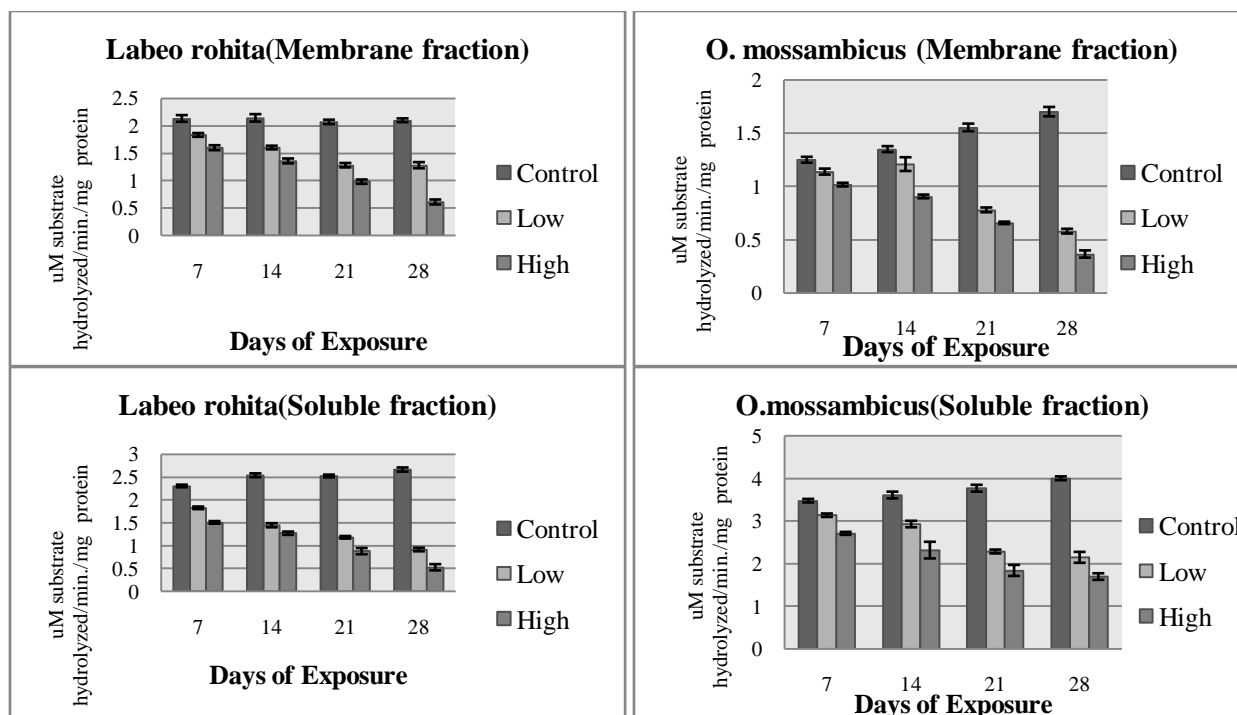 Labeo rohita(Membrane fraction)
uM substrate
hydrolyzed/min./mg protein
2.5
2
1.5
1
0.5
0
7 14 21 28
Days of Exposure
Control
Low
High
O. mossambicus (Membrane fraction)
uM substrate
hydrolyzed/min./mg protein
2
1.5
1
0.5
0
7 14 21 28
Days of Exposure
Control
Low
High
Labeo rohita(Soluble fraction)
uM substrate
hydrolyzed/min./mg protein
3
2.5
2
1.5
1
0.5
0
7 14 21 28
Days of Exposure
Control
Low
High
O.mossambicus(Soluble fraction)
uM substrate
hydrolyzed/min./mg protein
5
4
3
2
1
0
7 14 21 28
Days of Exposure
Control
Low
High